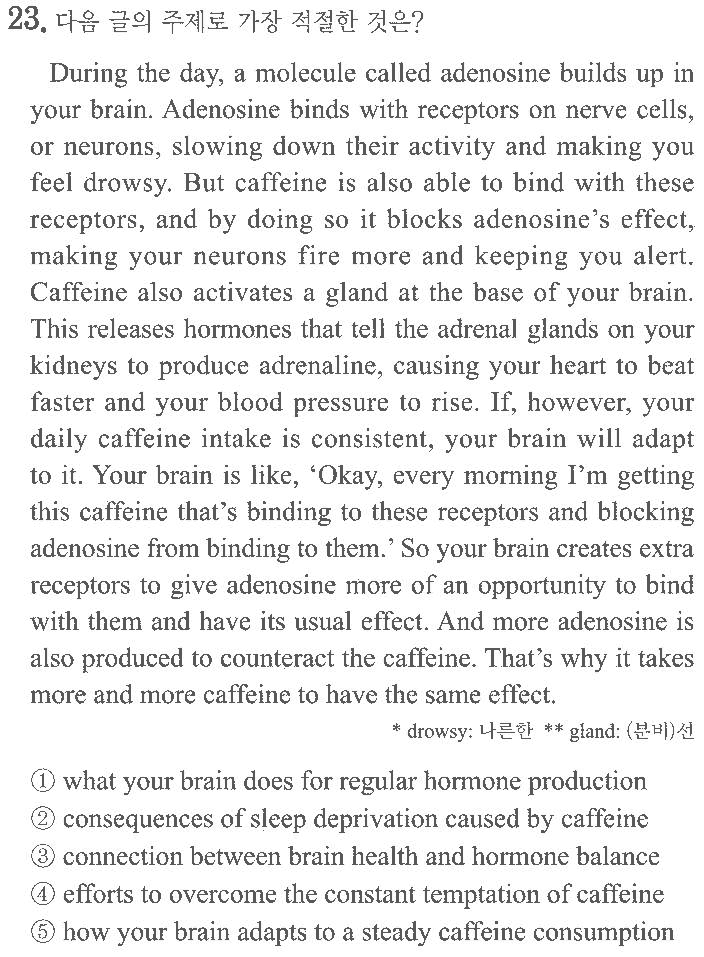 23. 다음 글의 주제로 가장 적절한 것은?
During the day, a molecule called adenosine builds up in
your brain. Adenosine binds with receptors on nerve cells,
or neurons, slowing down their activity and making you
feel drowsy. But caffeine is also able to bind with these
receptors, and by doing so it blocks adenosine's effect,
making your neurons fire more and keeping you alert.
Caffeine also activates a gland at the base of your brain.
This releases hormones that tell the adrenal glands on your
kidneys to produce adrenaline, causing your heart to beat
faster and your blood pressure to rise. If, however, your
daily caffeine intake is consistent, your brain will adapt
to it. Your brain is like, ‘Okay, every morning I'm getting
this caffeine that's binding to these receptors and blocking
adenosine from binding to them.’ So your brain creates extra
receptors to give adenosine more of an opportunity to bind
with them and have its usual effect. And more adenosine is
also produced to counteract the caffeine. That's why it takes
more and more caffeine to have the same effect.
* drowsy: 나른한 ** gland: (분비)선
① what your brain does for regular hormone production
② consequences of sleep deprivation caused by caffeine
③ connection between brain health and hormone balance
④ efforts to overcome the constant temptation of caffeine
⑤ how your brain adapts to a steady caffeine consumption